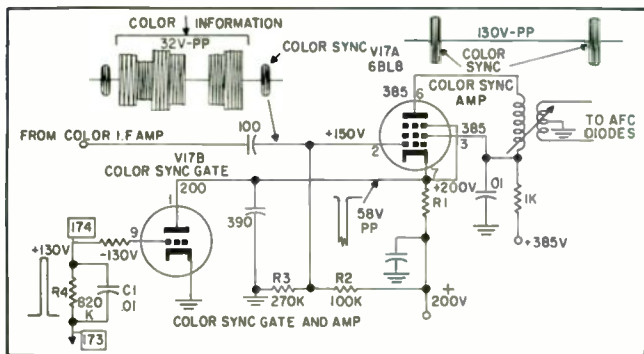 COLOR INFORMATION
32V-PP
COLOR SYNC
V17A
6BL8
130V-PP
COLOR SYNC
385
6
COLOR SYNC AMP
385
3
TO AFC DIODES
FROM COLOR I.F AMP
100
+150V
2
7
+200V
V17B
COLOR SYNC GATE
1
200
390
58V PP
R1
.01
1K
+385V
174
+130V
9
-130V
R4
820 K
C1
.01
173
R3
270K
R2
100K
+
200V
COLOR SYNC GATE AND AMP